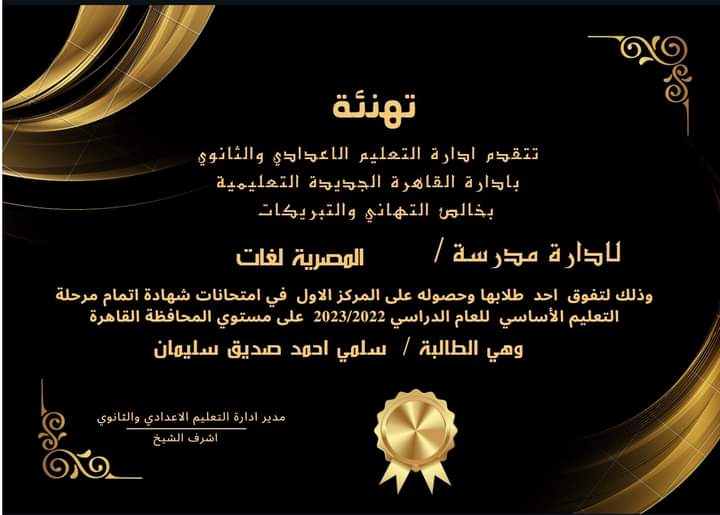 تهنئة
تتقدم ادارة التعليم الاعدادي والثانوي
بادارة القاهرة الجديدة التعليمية
بخالص التهاني والتبريكات
لادارة مدرسة / المصرية لغات
وذلك لتفوق احد طلابها وحصوله على المركز الاول في امتحانات شهادة اتمام مرحلة
التعليم الأساسي للعام الدراسي 2023/2022 على مستوي المحافظة القاهرة
وهي الطالبة / سلمي احمد صديق سليمان
مدير ادارة التعليم الاعدادي والثانوي
اشرف الشيخ